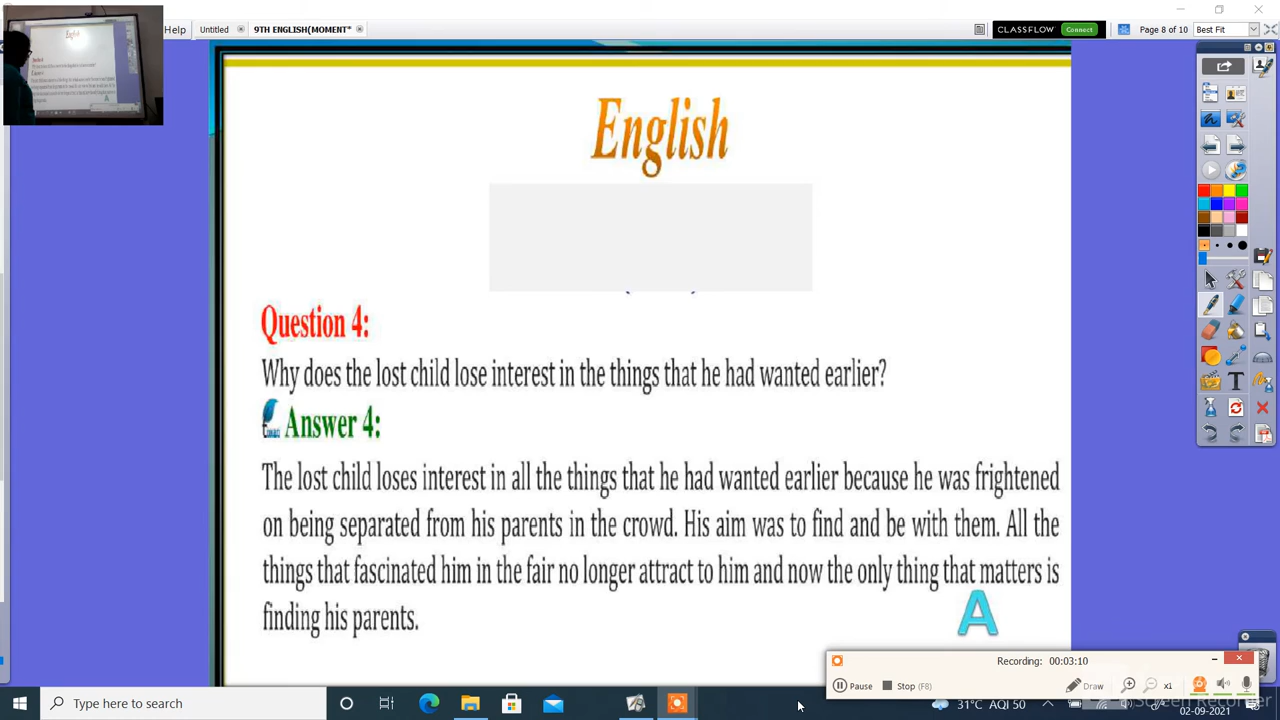 Help
Untitled
9TH ENGLISH(MOMENT*
CLASSFLOW
Connect
Page 8 of 10
Best Fit
English
Question 4:
Why does the lost child lose interest in the things that he had wanted earlier?
Answer 4:
The lost child loses interest in all the things that he had wanted earlier because he was frightened
on being separated from his parents in the crowd. His aim was to find and be with them. All the
things that fascinated him in the fair no longer attract to him and now the only thing that matters is
finding his parents.
A
Recording: 00:03:10
Pause
Stop (F8)
Draw
x1
Screen Recorder
Type here to search
31°C AQI 50
02-09-2021